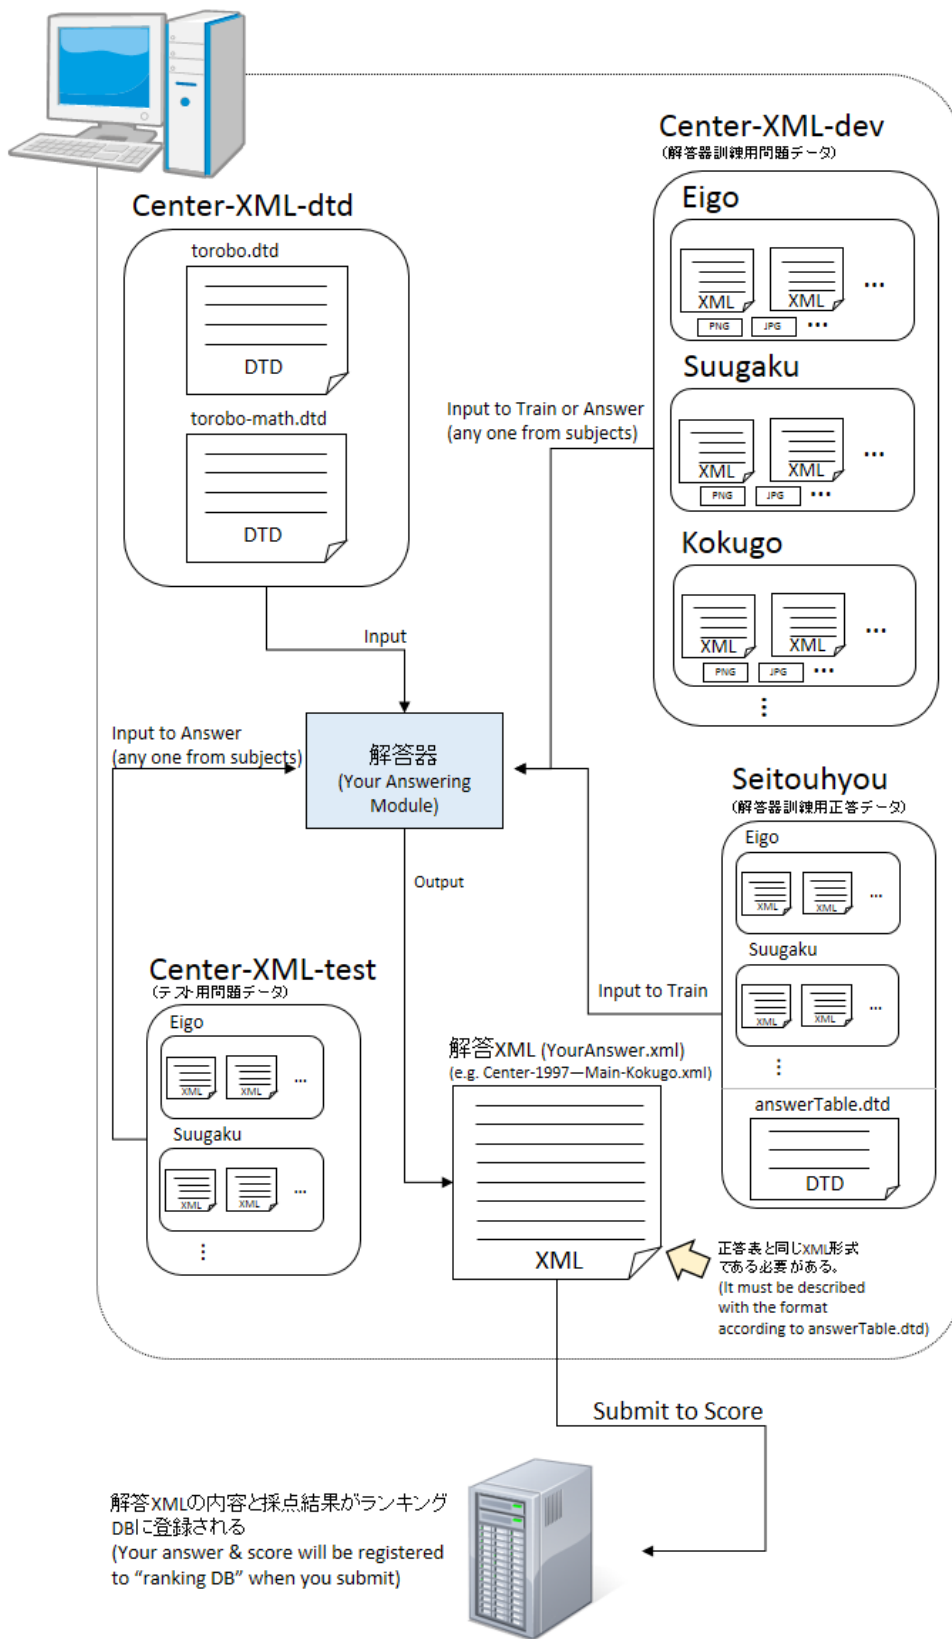 Center-XML-dev
(解答器訓練用問題データ)
Eigo
XML
XML
...
PNG
JPG
...
Suugaku
XML
XML
...
PNG
JPG
...
Kokugo
XML
XML
...
PNG
JPG
...
⋮
Center-XML-dtd
torobo.dtd
DTD
torobo-math.dtd
DTD
Input to Train or Answer
(any one from subjects)
Input
Input to Answer
(any one from subjects)
解答器
(Your Answering
Module)
Output
Seitouhyou
(解答器訓練用正答データ)
Eigo
XML
XML
...
Suugaku
XML
XML
...
⋮
answerTable.dtd
DTD
Input to Train
Center-XML-test
(テスト用問題データ)
Eigo
XML
XML
...
Suugaku
XML
XML
...
⋮
解答XML (YourAnswer.xml)
(e.g. Center-1997—Main-Kokugo.xml)
XML
正答表と同じXML形式
である必要がある。
(It must be described
with the format
according to answerTable.dtd)
Submit to Score
解答XMLの内容と採点結果がランキング
DBに登録される
(Your answer & score will be registered
to “ranking DB” when you submit)